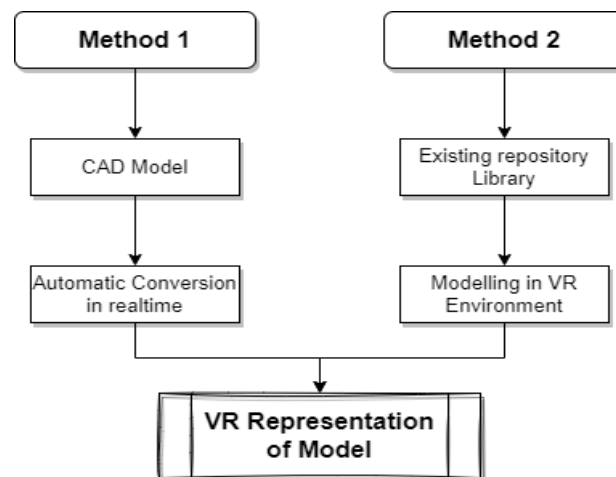 Method 1
Method 2
CAD Model
Existing repository
Library
Automatic Conversion
in realtime
Modelling in VR
Environment
VR Representation
of Model